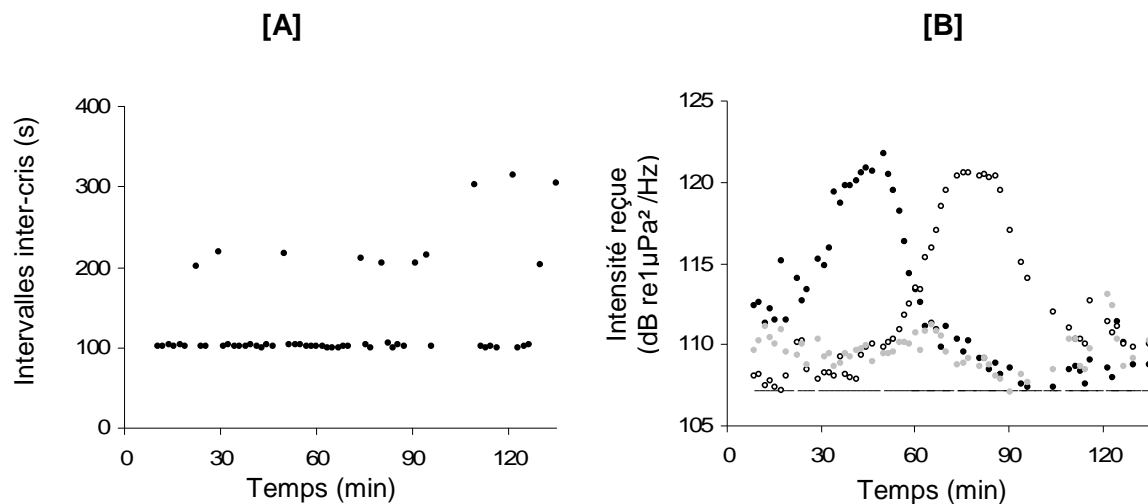 [A]
[B]
Intervalles inter-cris (s)
400
300
200
100
0
0 30 60 90 120
Temps (min)
Intensité reçue
(dB re1µPa² /Hz)
125
120
115
110
105
0 30 60 90 120
Temps (min)